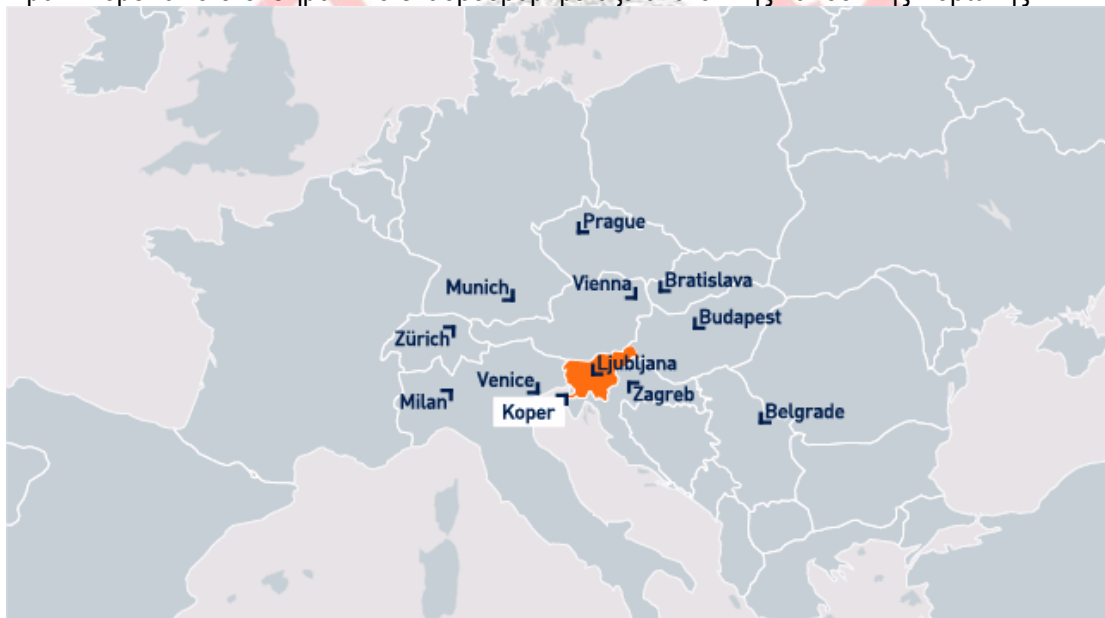 Prague
Munich
Vienna
Bratislava
Budapest
Zürich
Ljubljana
Venice
Zagreb
Milan
Koper
Belgrade